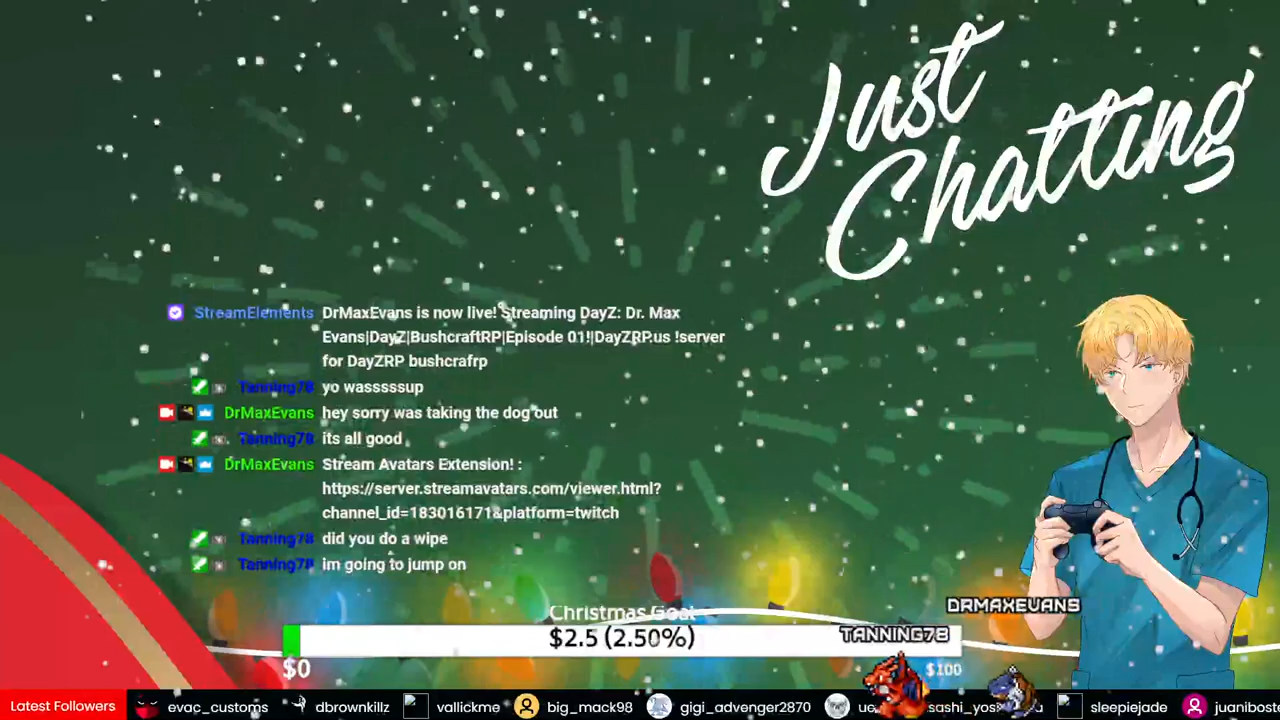 Just
Chatting
StreamElements DrMaxEvans is now live! Streaming DayZ: Dr. Max
Evans|DayZ|BushcraftRP|Episode 01!|DayZRP.us !server
for DayZRP bushcrafrp
Tanning78 yo wasssssup
DrMaxEvans hey sorry was taking the dog out
Tanning78 its all good
DrMaxEvans Stream Avatars Extension! :
https://server.streamavatars.com/viewer.html?
channel_id=183016171&platform=twitch
Tanning78 did you do a wipe
Tanning78 im going to jump on
DRMAXEVANS
Christmas Goal
$2.5 (2.50%)
TANNING78
$0
$100
Latest Followers evac_customs dbrownkillz vallickme big_mack98 gigi_advenger2870 sleepiejade